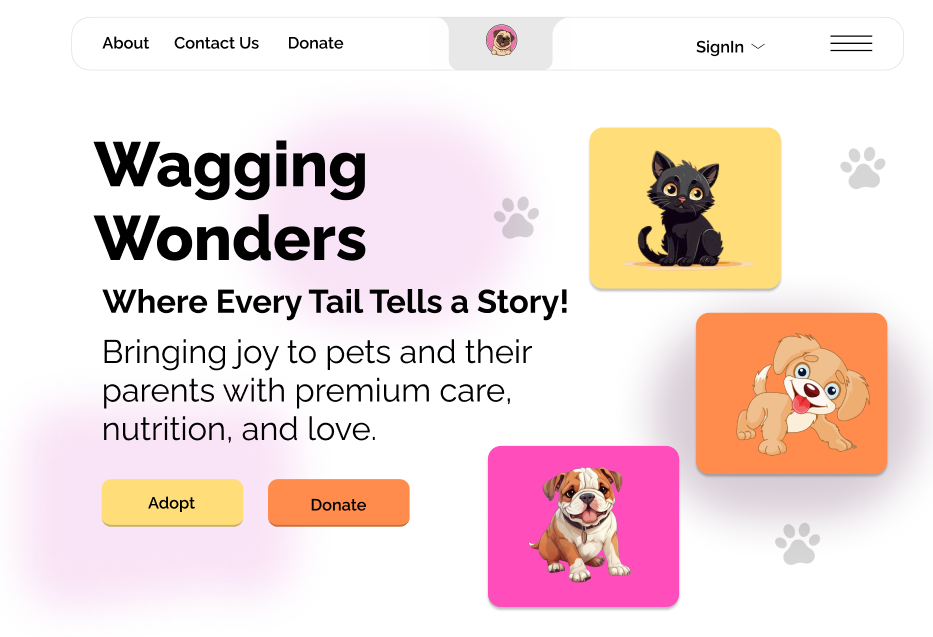 About Contact Us Donate SignIn
Wagging
Wonders
Where Every Tail Tells a Story!
Bringing joy to pets and their
parents with premium care,
nutrition, and love.
Adopt Donate